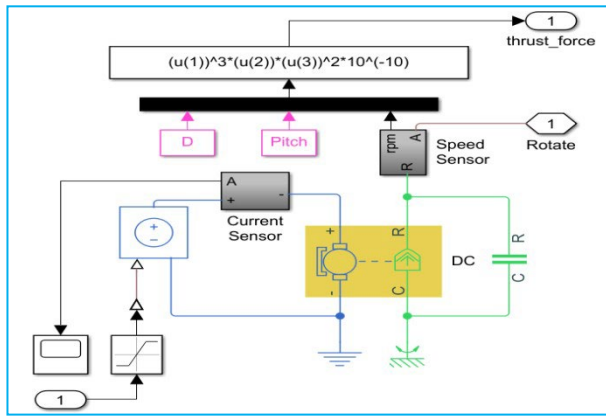 1
thrust_force
(u(1))^3*(u(2))*(u(3))^2*10^(-10)
D
Pitch
rpm
A
R
Speed
Sensor
1
Rotate
A
+
-
Current
Sensor
+
-
+
-
R
C
DC
R
C
1